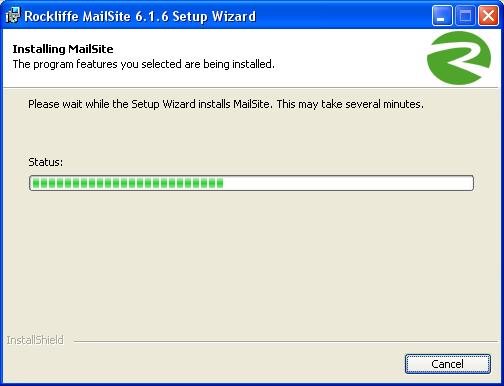 Rockliffe MailSite 6.1.6 Setup Wizard
Installing MailSite
The program features you selected are being installed.
Please wait while the Setup Wizard installs MailSite. This may take several minutes.
Status:
InstallShield
Cancel